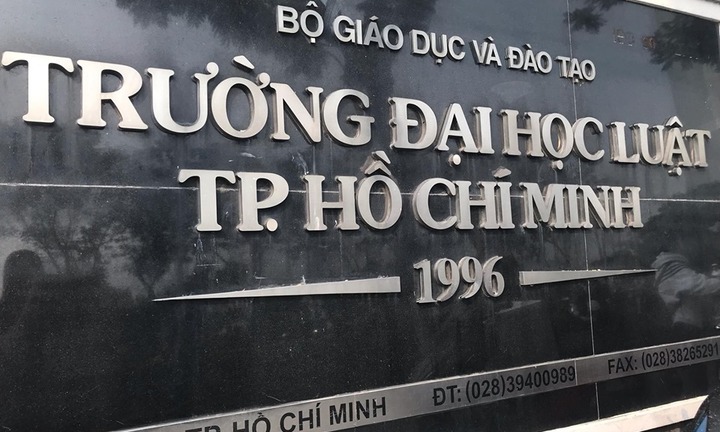 BỘ GIÁO DỤC VÀ ĐÀO TẠO
TRƯỜNG ĐẠI HỌC LUẬT
TP. HỒ CHÍ MINH
1996
TP. HỒ CHÍ MINH ĐT: (028)39400989 FAX: (028)38265291